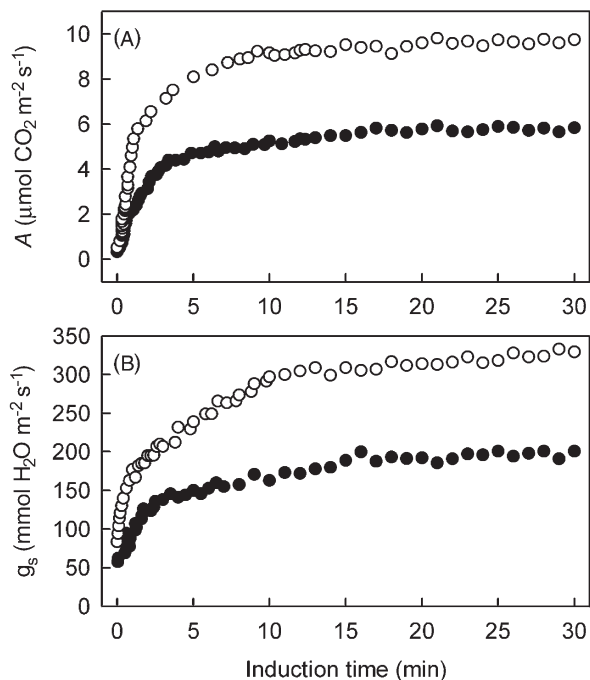 (A)
10
8
6
4
2
0
A (μmol CO₂ m⁻² s⁻¹)
0 5 10 15 20 25 30
(B)
350
300
250
200
150
100
50
0
gₛ (mmol H₂O m⁻² s⁻¹)
0 5 10 15 20 25 30
Induction time (min)